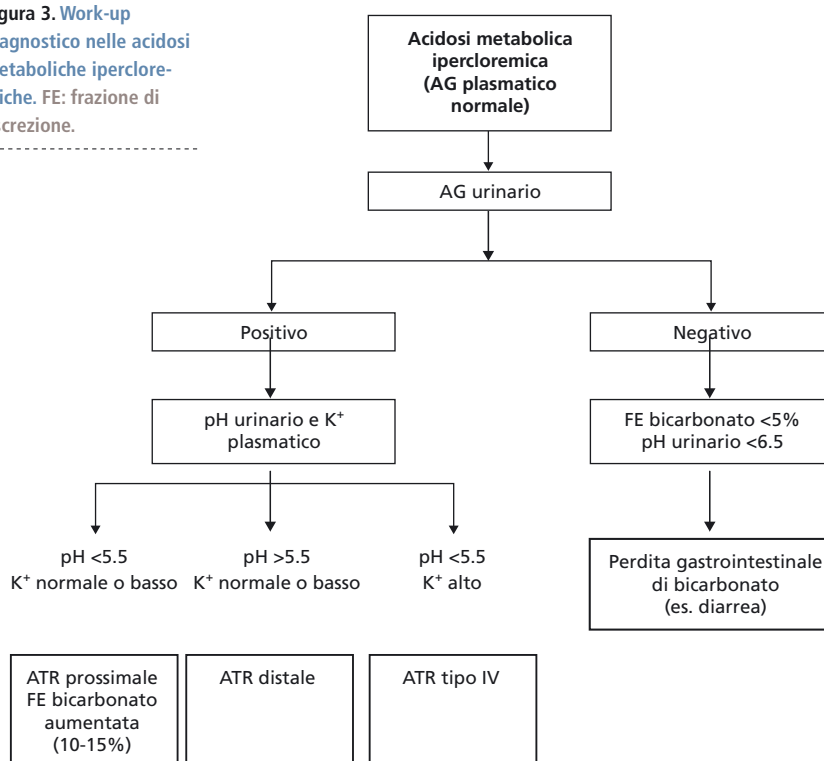 gura 3. Work-up
agnostico nelle acidosi
etaboliche iperclore-
iche. FE: frazione di
screzione.
Acidosi metabolica
ipercloremica
(AG plasmatico
normale)
AG urinario
Positivo
Negativo
pH urinario e K⁺
plasmatico
FE bicarbonato <5%
pH urinario <6.5
pH <5.5
K⁺ normale o basso
pH >5.5
K⁺ normale o basso
pH <5.5
K⁺ alto
Perdita gastrointestinale
di bicarbonato
(es. diarrea)
ATR prossimale
FE bicarbonato
aumentata
(10-15%)
ATR distale
ATR tipo IV